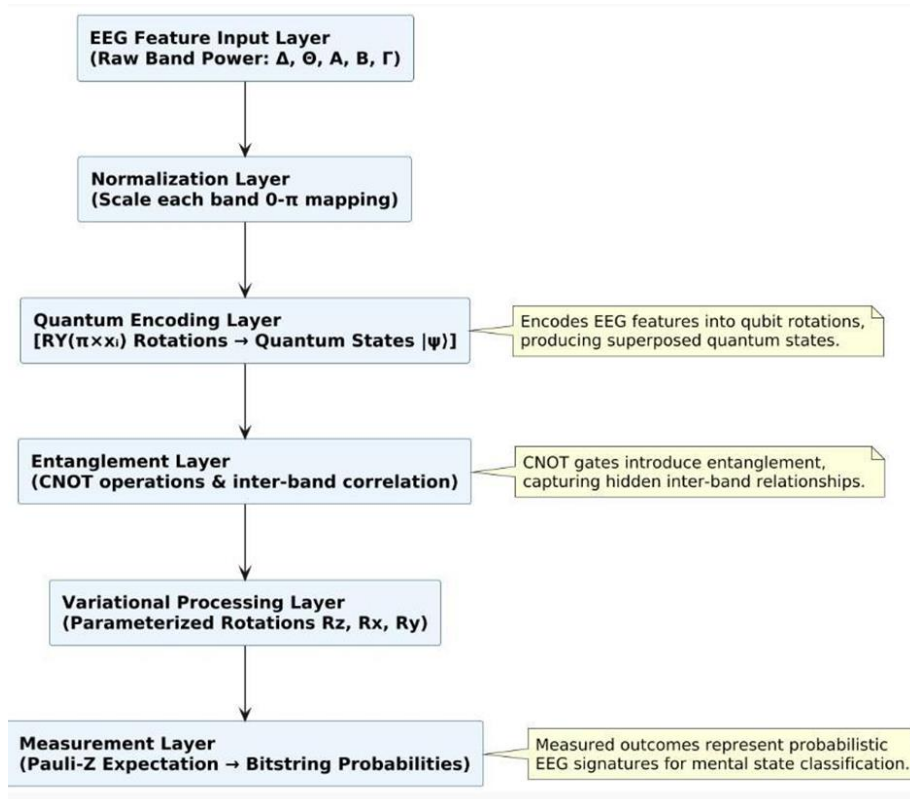 EEG Feature Input Layer
(Raw Band Power: Δ, Θ, Α, Β, Γ)
Normalization Layer
(Scale each band 0-π mapping)
Quantum Encoding Layer
[RY(π×xᵢ) Rotations → Quantum States |ψ⟩]
Encodes EEG features into qubit rotations,
producing superposed quantum states.
Entanglement Layer
(CNOT operations & inter-band correlation)
CNOT gates introduce entanglement,
capturing hidden inter-band relationships.
Variational Processing Layer
(Parameterized Rotations Rz, Rx, Ry)
Measurement Layer
(Pauli-Z Expectation → Bitstring Probabilities)
Measured outcomes represent probabilistic
EEG signatures for mental state classification.